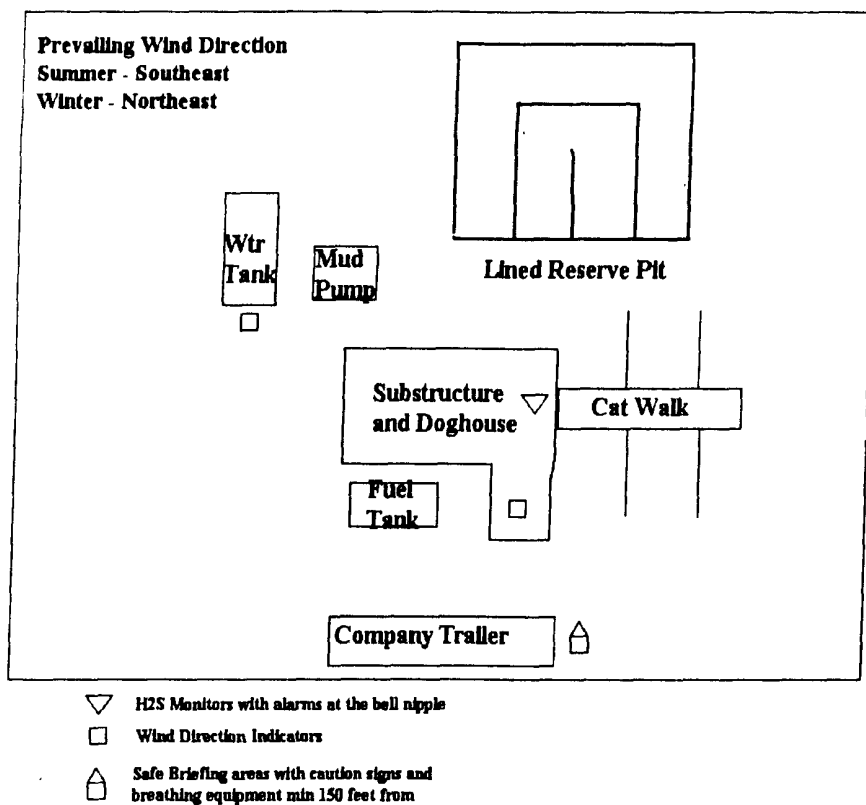 Prevailing Wind Direction
Summer - Southeast
Winter - Northeast
Wtr
Tank
Mud
Pump
Lined Reserve Pit
Substructure
and Doghouse
Cat Walk
Fuel
Tank
Company Trailer
H2S Monitors with alarms at the bell nipple
Wind Direction Indicators
Safe Briefing areas with caution signs and
breathing equipment min 150 feet from